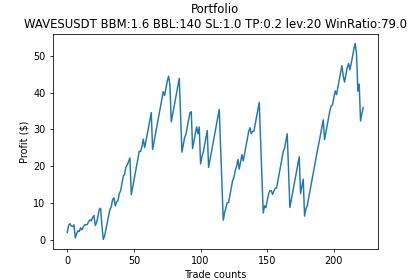 Portfolio
WAVESUSDT BBM:1.6 BBL:140 SL:1.0 TP:0.2 lev:20 WinRatio:79.0
Profit ($)
50
40
30
20
10
0
0 50 100 150 200
Trade counts